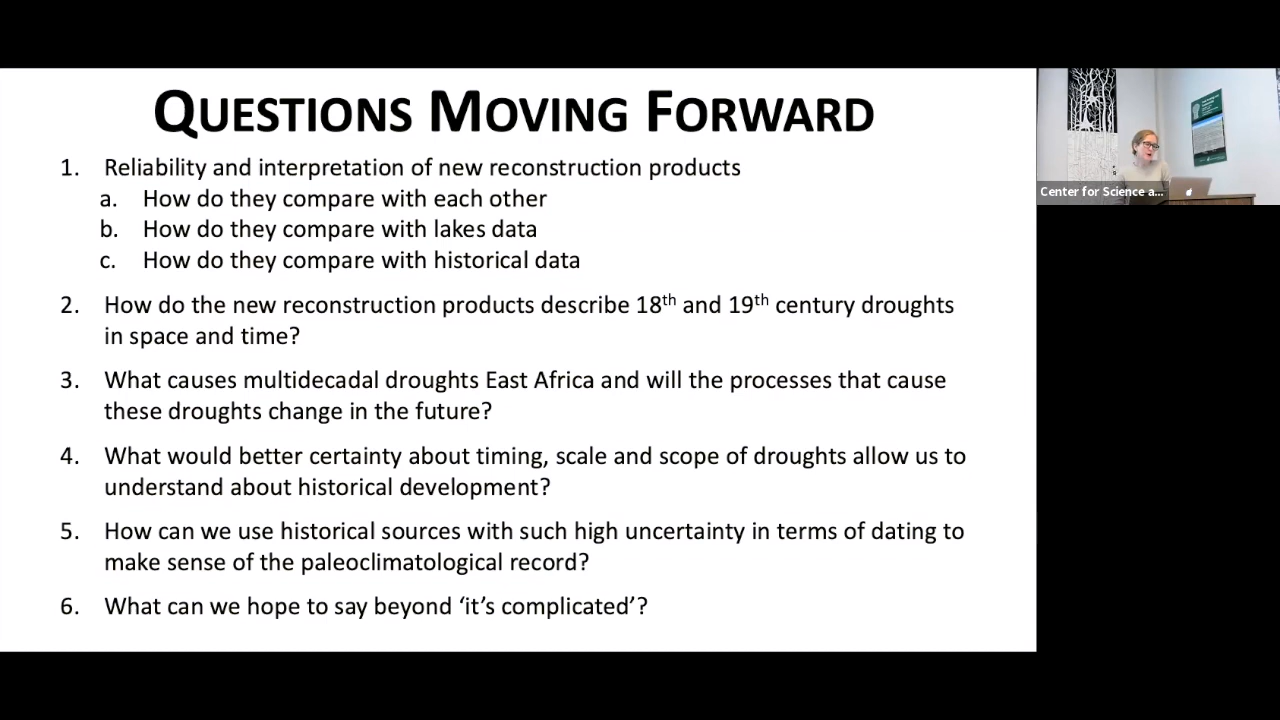 QUESTIONS MOVING FORWARD
1. Reliability and interpretation of new reconstruction products
a. How do they compare with each other
b. How do they compare with lakes data
c. How do they compare with historical data
2. How do the new reconstruction products describe 18th and 19th century droughts
in space and time?
3. What causes multidecadal droughts East Africa and will the processes that cause
these droughts change in the future?
4. What would better certainty about timing, scale and scope of droughts allow us to
understand about historical development?
5. How can we use historical sources with such high uncertainty in terms of dating to
make sense of the paleoclimatological record?
6. What can we hope to say beyond ‘it’s complicated’?
Center for Science a...